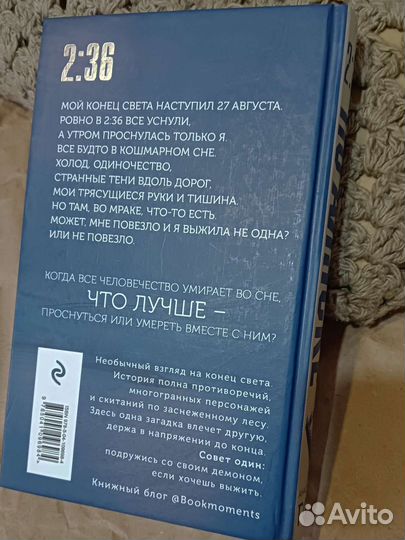 2:36
МОЙ КОНЕЦ СВЕТА НАСТУПИЛ 27 АВГУСТА.
РОВНО В 2:36 ВСЕ УСНУЛИ,
А УТРОМ ПРОСНУЛАСЬ ТОЛЬКО Я.
ВСЕ БУДТО В КОШМАРНОМ СНЕ.
ХОЛОД, ОДИНОЧЕСТВО,
СТРАННЫЕ ТЕНИ ВДОЛЬ ДОРОГ,
МОИ ТРЯСУЩИЕСЯ РУКИ И ТИШИНА.
НО ТАМ, ВО МРАКЕ, ЧТО-ТО ЕСТЬ.
МОЖЕТ, МНЕ ПОВЕЗЛО И Я ВЫЖИЛА НЕ ОДНА?
ИЛИ НЕ ПОВЕЗЛО.
КОГДА ВСЕ ЧЕЛОВЕЧЕСТВО УМИРАЕТ ВО СНЕ,
ЧТО ЛУЧШЕ –
ПРОСНУТЬСЯ ИЛИ УМЕРЕТЬ ВМЕСТЕ С НИМ?
Необычный взгляд на конец света.
История полна противоречий,
многогранных персонажей
и скитаний по заснеженному лесу.
Здесь одна загадка влечет другую,
держа в напряжении до конца.
Совет один:
подружись со своим демоном,
если хочешь выжить.
Книжный блог @Bookmoments
Avito